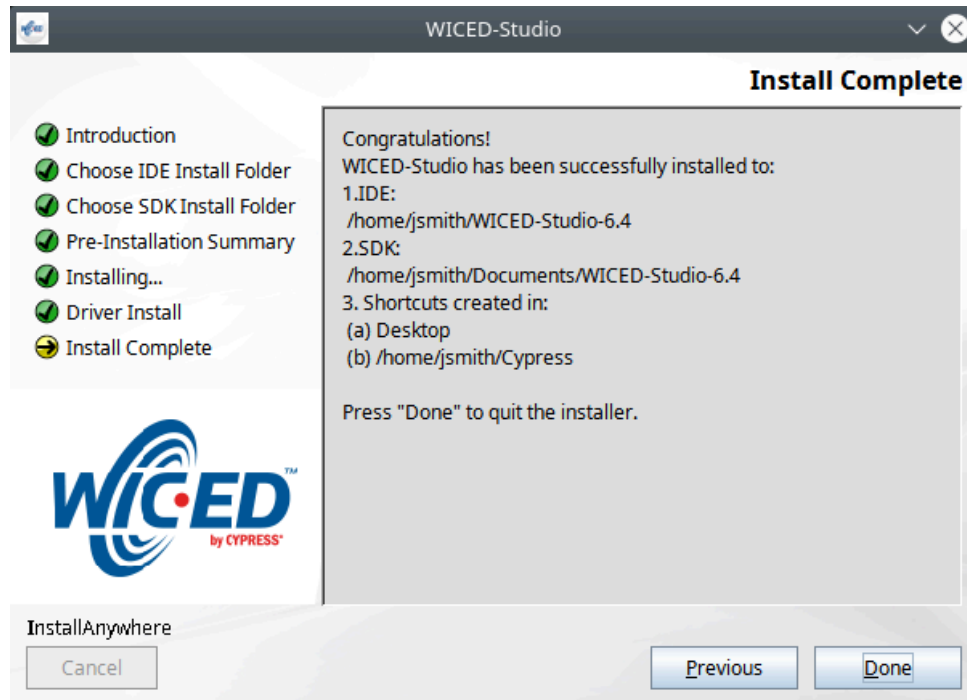 WICED-Studio
Install Complete
Introduction
Choose IDE Install Folder
Choose SDK Install Folder
Pre-Installation Summary
Installing...
Driver Install
Install Complete
Congratulations!
WICED-Studio has been successfully installed to:
1.IDE:
/home/jsmith/WICED-Studio-6.4
2.SDK:
/home/jsmith/Documents/WICED-Studio-6.4
3. Shortcuts created in:
(a) Desktop
(b) /home/jsmith/Cypress
Press "Done" to quit the installer.
WICED™
by CYPRESS®
InstallAnywhere
Cancel
Previous
Done